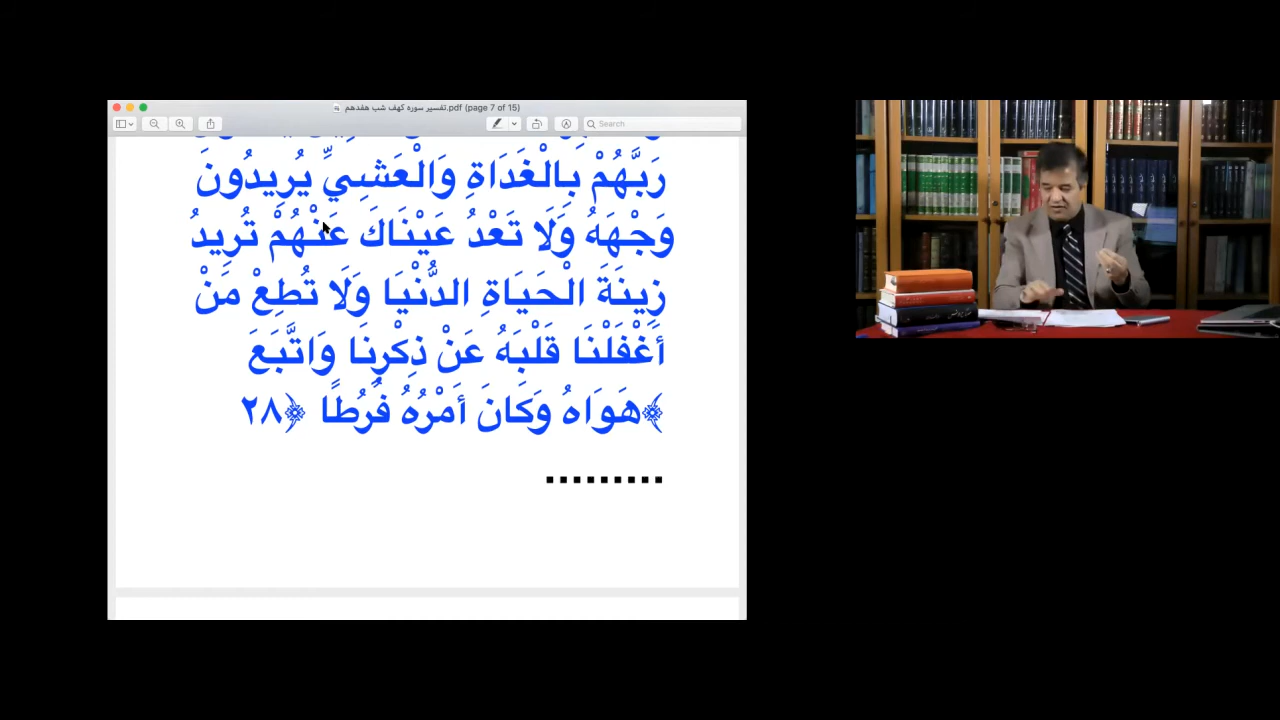 تفسیر سوره کهف شب هفدهم.pdf (page 7 of 15)
Search
رَبَّهُمْ بِالْغَدَاةِ وَالْعَشِيِّ يُرِيدُونَ
وَجْهَهُ وَلَا تَعْدُ عَيْنَاكَ عَنْهُمْ تُرِيدُ
زِينَةَ الْحَيَاةِ الدُّنْيَا وَلَا تُطِعْ مَنْ
أَغْفَلْنَا قَلْبَهُ عَنْ ذِكْرِنَا وَاتَّبَعَ
﴾هَوَاهُ وَكَانَ أَمْرُهُ فُرُطًا ﴿۲۸
.........